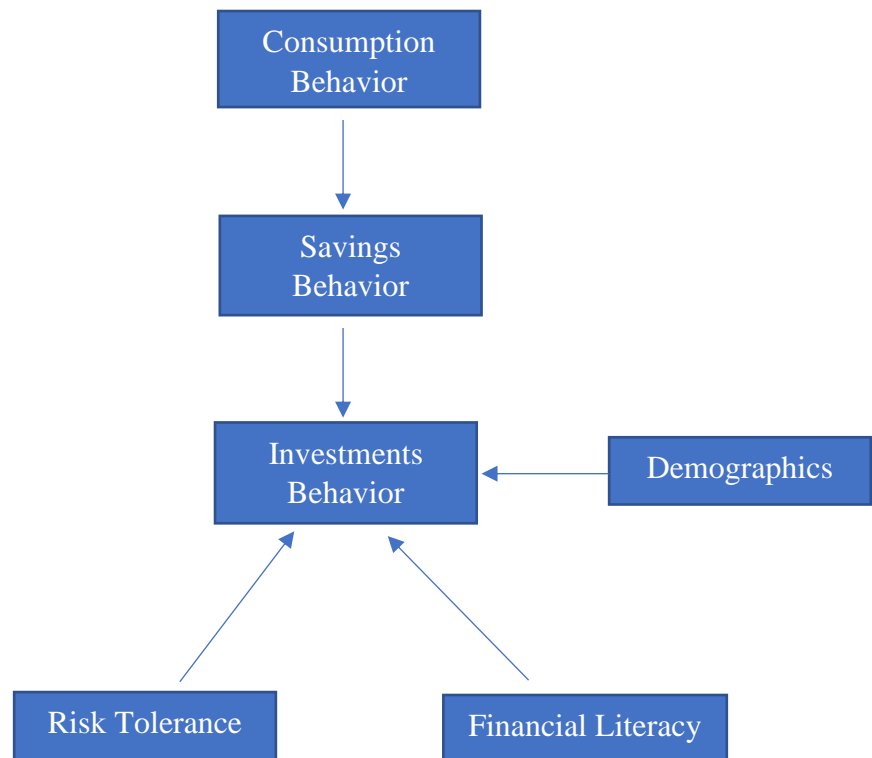 Consumption
Behavior
Savings
Behavior
Investments
Behavior
Demographics
Risk Tolerance
Financial Literacy